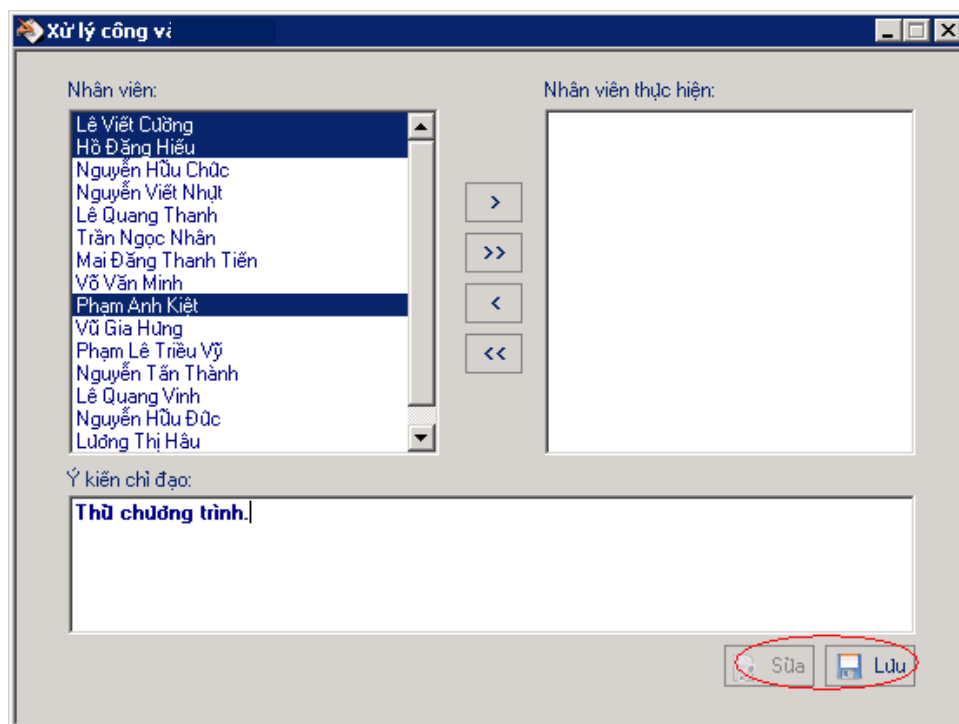 Xử lý công vă
Nhân viên:
Nhân viên thực hiện:
Lê Viết Cường
Hồ Đăng Hiếu
Nguyễn Hữu Chức
Nguyễn Viết Nhựt
Lê Quang Thanh
Trần Ngọc Nhân
Mai Đăng Thanh Tiến
Võ Văn Minh
Phạm Anh Kiệt
Vũ Gia Hưng
Phạm Lê Triều Vỹ
Nguyễn Tấn Thành
Lê Quang Vinh
Nguyễn Hữu Đức
Lương Thị Hậu
>
>>
<
<<
Ý kiến chỉ đạo:
Thử chương trình.
Sửa
Lưu